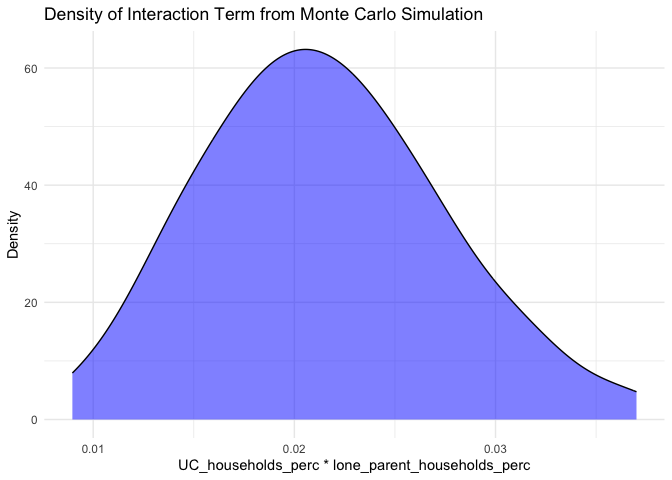 Density of Interaction Term from Monte Carlo Simulation
60
40
20
0
Density
0.01
0.02
0.03
UC_households_perc * lone_parent_households_perc